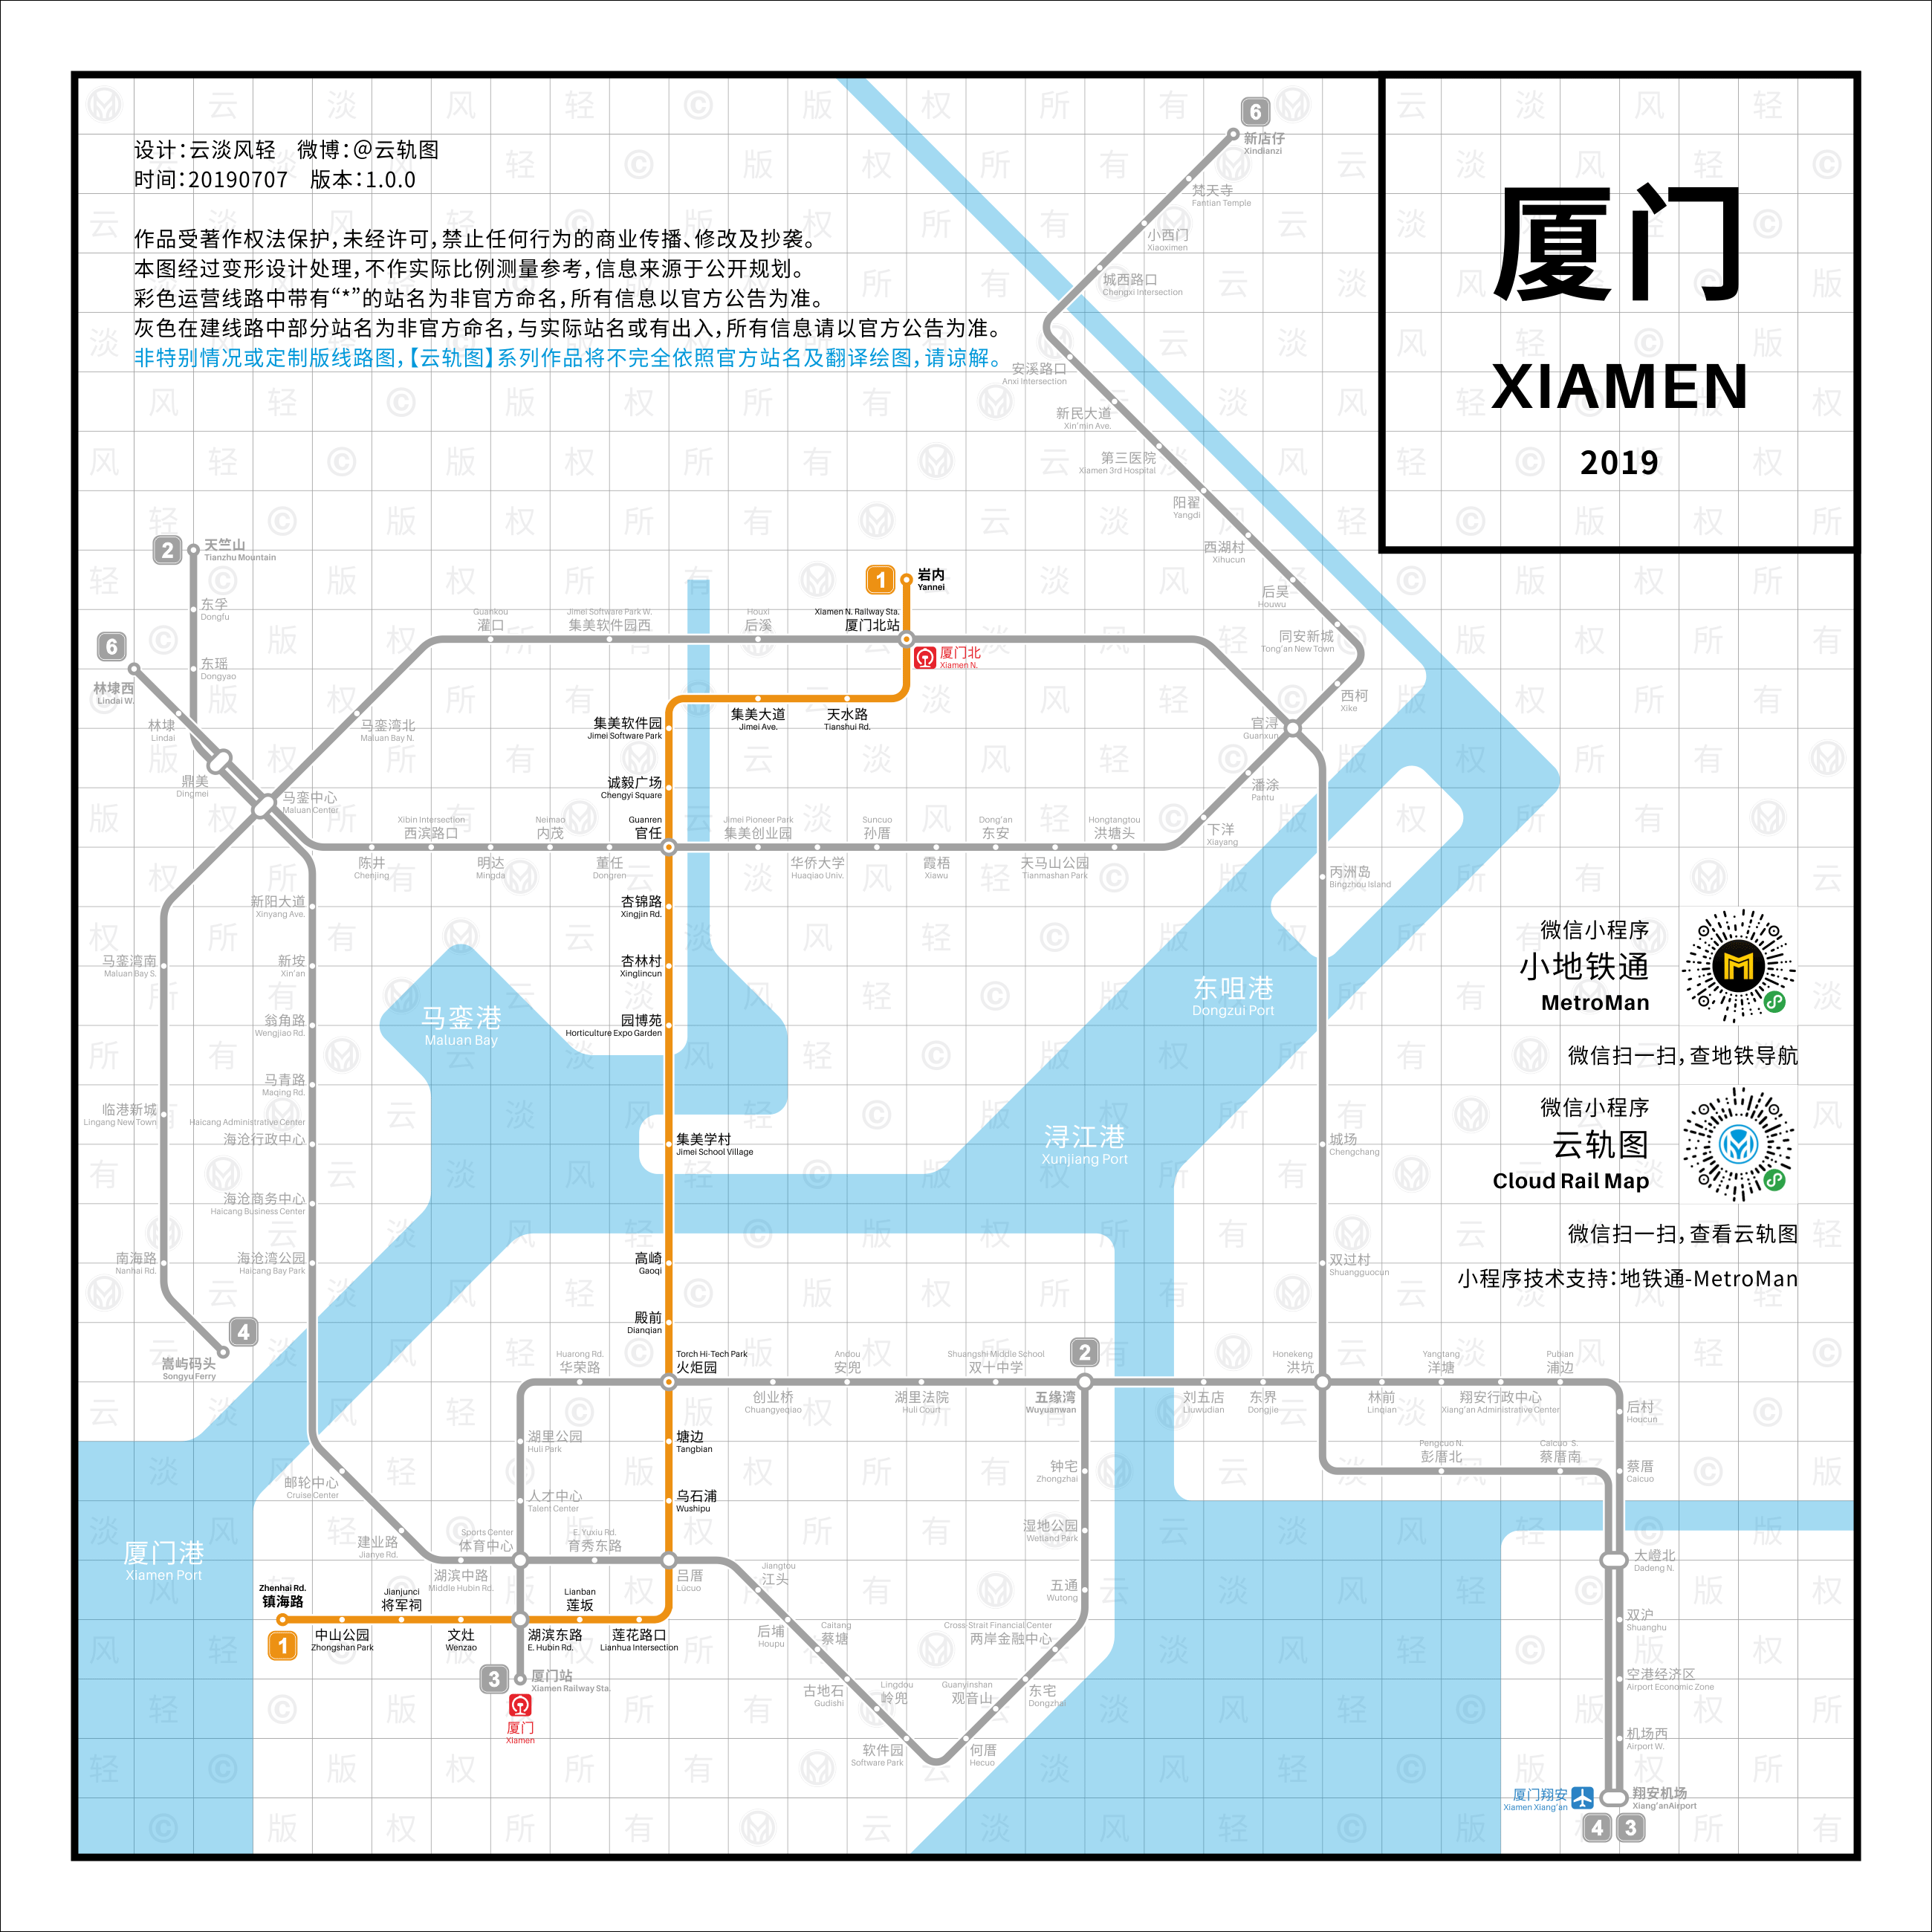 设计:云淡风轻 微博:@云轨图
时间:20190707 版本:1.0.0
作品受著作权法保护,未经许可,禁止任何行为的商业传播、修改及抄袭。
本图经过变形设计处理,不作实际比例测量参考,信息来源于公开规划。
彩色运营线路中带有“*”的站名为非官方命名,所有信息以官方公告为准。
灰色在建线路中部分站名为非官方命名,与实际站名或有出入,所有信息请以官方公告为准。
非特别情况或定制版线路图,【云轨图】系列作品将不完全依照官方站名及翻译绘图,请谅解。
厦门
XIAMEN
2019
6
新店仔
Xindianzi
梵天寺
Fantian Temple
小西门
Xiaoximen
城西路口
Chengxi Intersection
安溪路口
Anxi Intersection
新民大道
Xin'min Ave.
第三医院
Xiamen 3rd Hospital
阳翟
Yangdi
西湖村
Xihucun
后吴
Houwu
同安新城
Tong'an New Town
西柯
Xike
官浔
Guanxun
潘涂
Pantu
下洋
Xiayang
2
天竺山
Tianzhu Mountain
东孚
Dongfu
东瑶
Dongyao
6
林埭西
Lindai W.
林埭
Lindai
鼎美
Dingmei
马銮中心
Maluan Center
马銮湾北
Maluan Bay N.
Guankou
灌口
Jimei Software Park W.
集美软件园西
Houxi
后溪
1
岩内
Yannei
Xiamen N. Railway Sta.
厦门北站
厦门北
Xiamen N.
集美软件园
Jimei Software Park
集美大道
Jimei Ave.
天水路
Tianshui Rd.
诚毅广场
Chengyi Square
Guanren
官任
陈井
Chenjing
Xibin Intersection
西滨路口
明达
Mingda
Neimao
内茂
董任
Dongren
Jimei Pioneer Park
集美创业园
华侨大学
Huaqiao Univ.
Suncuo
孙厝
霞梧
Xiawu
Dong'an
东安
天马山公园
Tianmashan Park
Hongtangtou
洪塘头
杏锦路
Xingjin Rd.
杏林村
Xinglincun
园博苑
Horticulture Expo Garden
集美学村
Jimei School Village
高崎
Gaoqi
殿前
Dianqian
Torch Hi-Tech Park
火炬园
塘边
Tangbian
乌石浦
Wushipu
吕厝
Lücuo
新阳大道
Xinyang Ave.
新垵
Xin'an
翁角路
Wengjiao Rd.
马青路
Maqing Rd.
Haicang Administrative Center
海沧行政中心
海沧商务中心
Haicang Business Center
海沧湾公园
Haicang Bay Park
马銮湾南
Maluan Bay S.
临港新城
Lingang New Town
南海路
Nanhai Rd.
4
嵩屿码头
Songyu Ferry
马銮港
Maluan Bay
东咀港
Dongzui Port
浔江港
Xunjiang Port
厦门港
Xiamen Port
丙洲岛
Bingzhou Island
城场
Chengchang
双过村
Shuangguocun
微信小程序
小地铁通
MetroMan
微信扫一扫,查地铁导航
微信小程序
云轨图
Cloud Rail Map
微信扫一扫,查看云轨图
小程序技术支持:地铁通-MetroMan
Huarong Rd.
华荣路
创业桥
Chuangyeqiao
Andou
安兜
湖里法院
Huli Court
Shuangshi Middle School
双十中学
2
五缘湾
Wuyuanwan
刘五店
Liuwudian
东界
Dongjie
Honekeng
洪坑
林前
Linqian
Yangtang
洋塘
翔安行政中心
Xiang'an Administrative Center
Pubian
浦边
后村
Houcun
蔡厝
Caicuo
Pengcuo N.
彭厝北
Caicuo S.
蔡厝南
大嶝北
Dadeng N.
双沪
Shuanghu
空港经济区
Airport Economic Zone
机场西
Airport W.
厦门翔安
Xiamen Xiang'an
翔安机场
Xiang'anAirport
4
3
湖里公园
Huli Park
人才中心
Talent Center
邮轮中心
Cruise Center
建业路
Jianye Rd.
湖滨中路
Middle Hubin Rd.
Sports Center
体育中心
E. Yuxiu Rd.
育秀东路
Jiangtou
江头
后埔
Houpu
Caitang
蔡塘
古地石
Gudishi
Lingdou
岭兜
软件园
Software Park
何厝
Hecuo
Guanyinshan
观音山
东宅
Dongzhai
Cross-Strait Financial Center
两岸金融中心
五通
Wutong
湿地公园
Wetland Park
钟宅
Zhongzhai
Zhenhai Rd.
镇海路
1
中山公园
Zhongshan Park
Jianjunci
将军祠
文灶
Wenzao
湖滨东路
E. Hubin Rd.
Lianban
莲坂
莲花路口
Lianhua Intersection
3
厦门站
Xiamen Railway Sta.
厦门
Xiamen
云淡风轻©版权所有